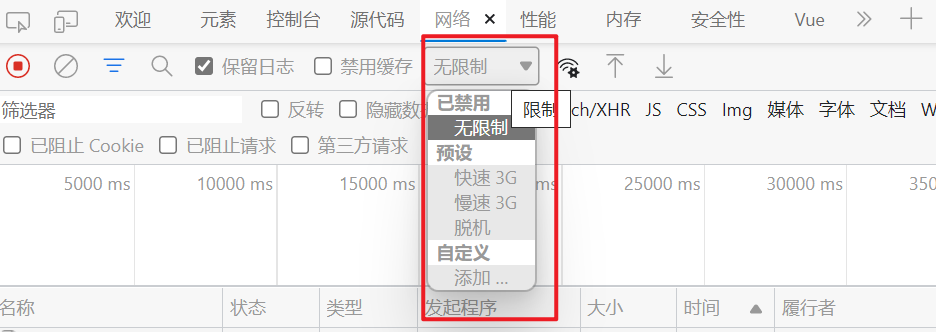 欢迎 元素 控制台 源代码 网络 性能 内存 安全性 Vue
保留日志 禁用缓存 无限制
筛选器 反转 隐藏数 已禁用 限制 ch/XHR JS CSS Img 媒体 字体 文档 W
无限制
已阻止 Cookie 已阻止请求 第三方请求 预设
5000 ms 10000 ms 15000 ms 快速 3G ms 25000 ms 30000 ms 350
慢速 3G
脱机
自定义
添加 ...
名称 状态 类型 发起程序 大小 时间 履行者